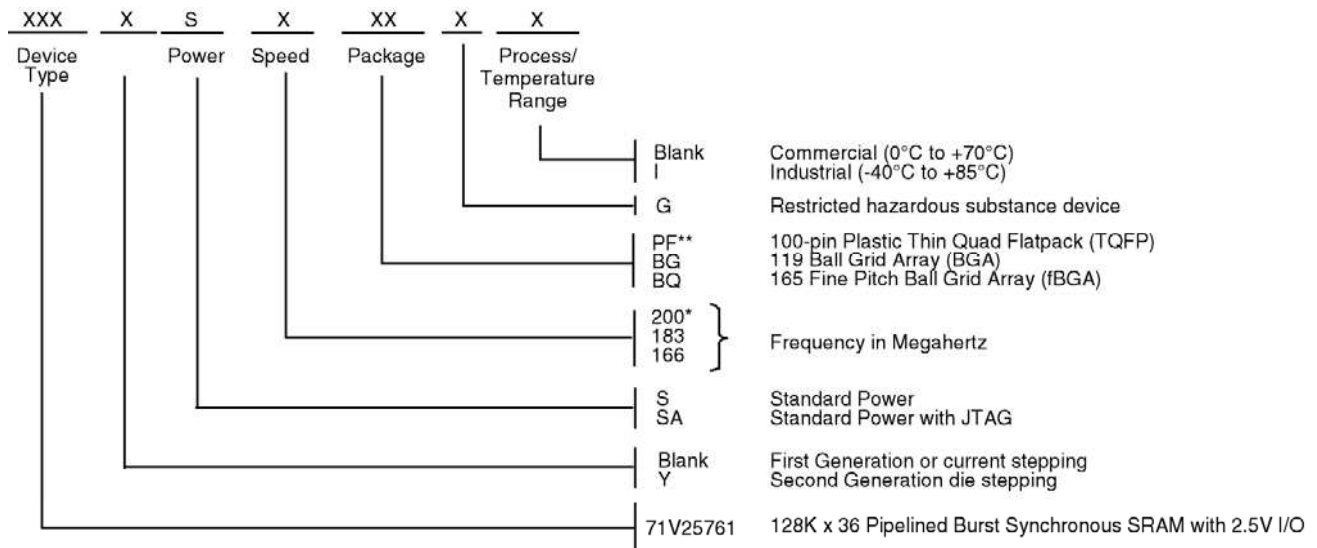 XXX X S X XX X X
Device Type Power Speed Package Process/ Temperature Range
Blank Commercial (0°C to +70°C)
I Industrial (-40°C to +85°C)
G Restricted hazardous substance device
PF** 100-pin Plastic Thin Quad Flatpack (TQFP)
BG 119 Ball Grid Array (BGA)
BQ 165 Fine Pitch Ball Grid Array (fBGA)
200*
183
166
Frequency in Megahertz
S Standard Power
SA Standard Power with JTAG
Blank First Generation or current stepping
Y Second Generation die stepping
71V25761 128K x 36 Pipelined Burst Synchronous SRAM with 2.5V I/O